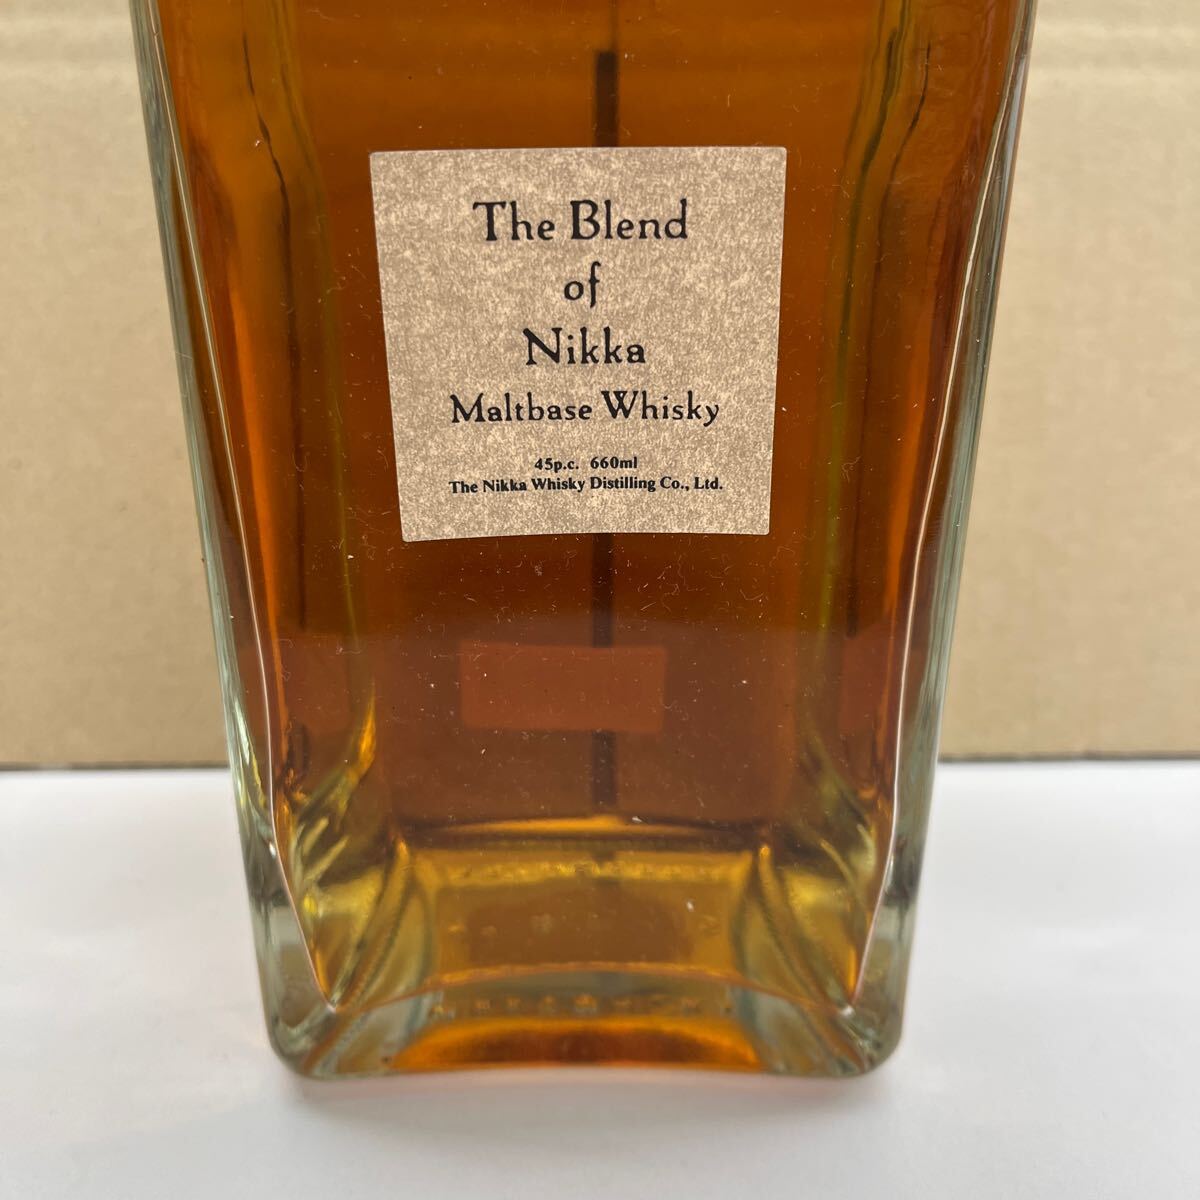 The Blend
of
Nikka
Maltbase Whisky
45p.c. 660ml
The Nikka Whisky Distilling Co., Ltd.